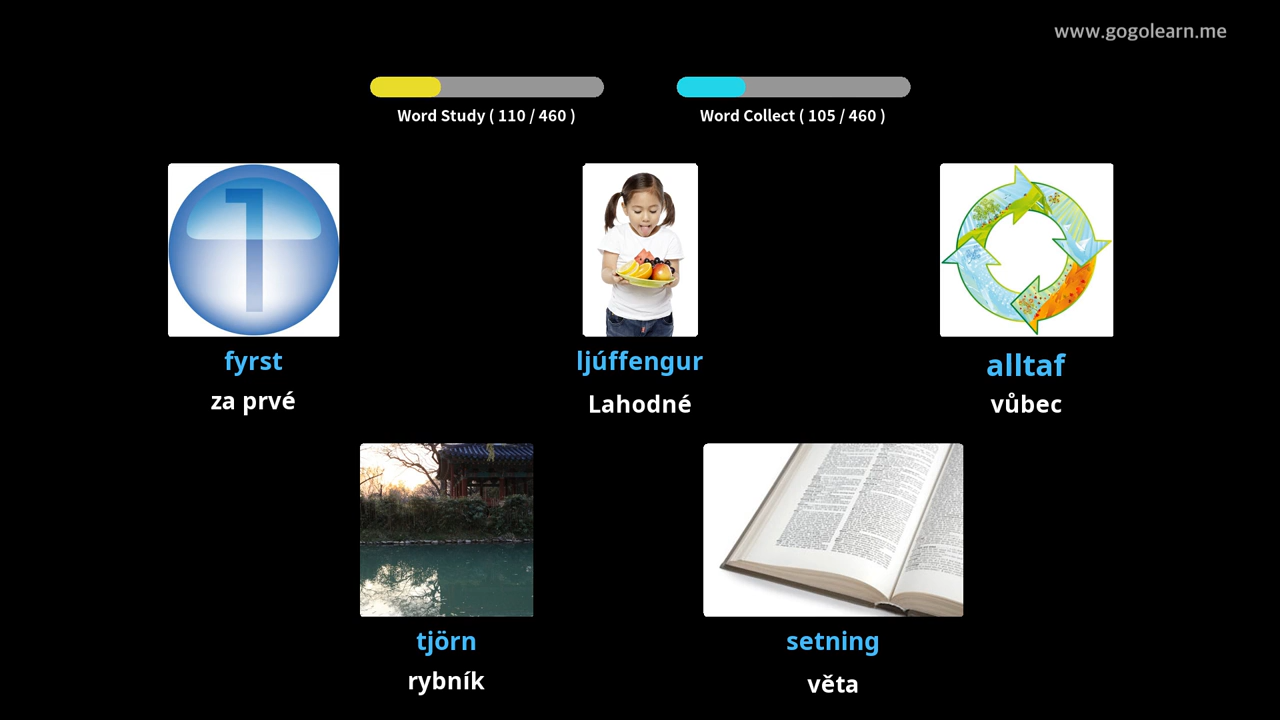 www.gogolearn.me
Word Study ( 110 / 460 )
Word Collect ( 105 / 460 )
1
fyrst
ljúffengur
alltaf
za prvé
Lahodné
vůbec
tjörn
setning
rybník
věta